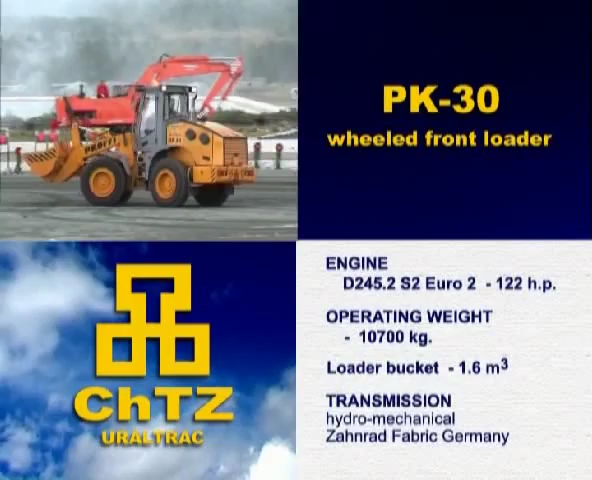 PK-30
wheeled front loader
ChTZ
URALTRAC
ENGINE
D245.2 S2 Euro 2 - 122 h.p.
OPERATING WEIGHT
- 10700 kg.
Loader bucket - 1.6 m³
TRANSMISSION
hydro-mechanical
Zahnrad Fabric Germany